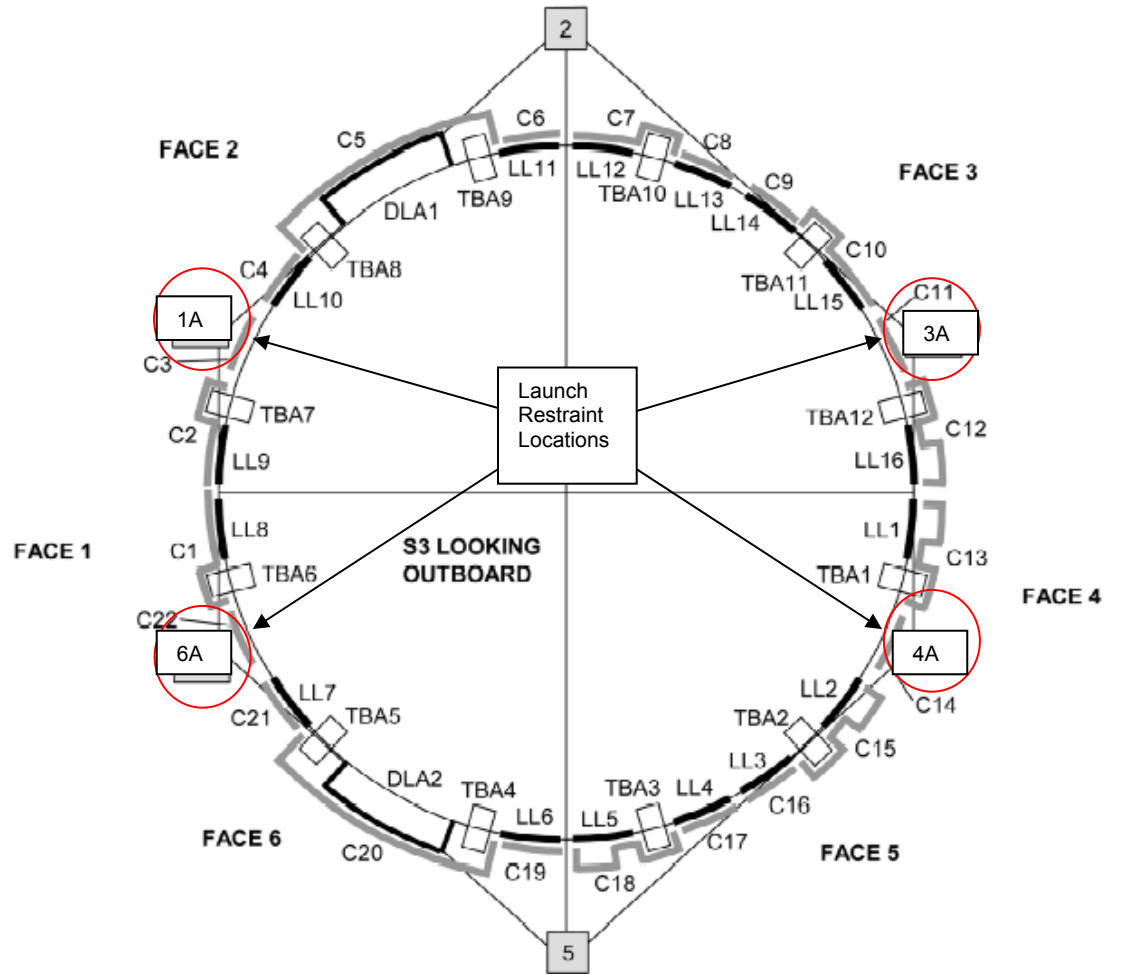 2
C6
C7
C5
C8
FACE 2
FACE 3
LL11
LL12
TBA9
TBA10
LL13
C9
DLA1
LL14
C10
C4
TBA8
TBA11
LL10
LL15
C11
1A
3A
C3
Launch
Restraint
Locations
TBA7
TBA12
C2
C12
LL9
LL16
LL8
LL1
FACE 1
C1
S3 LOOKING
OUTBOARD
C13
TBA6
TBA1
FACE 4
C22
6A
4A
LL7
LL2
C14
C21
TBA5
TBA2
C15
LL3
DLA2
TBA4
TBA3
LL4
C16
LL6
LL5
FACE 6
C17
C20
FACE 5
C19
C18
5